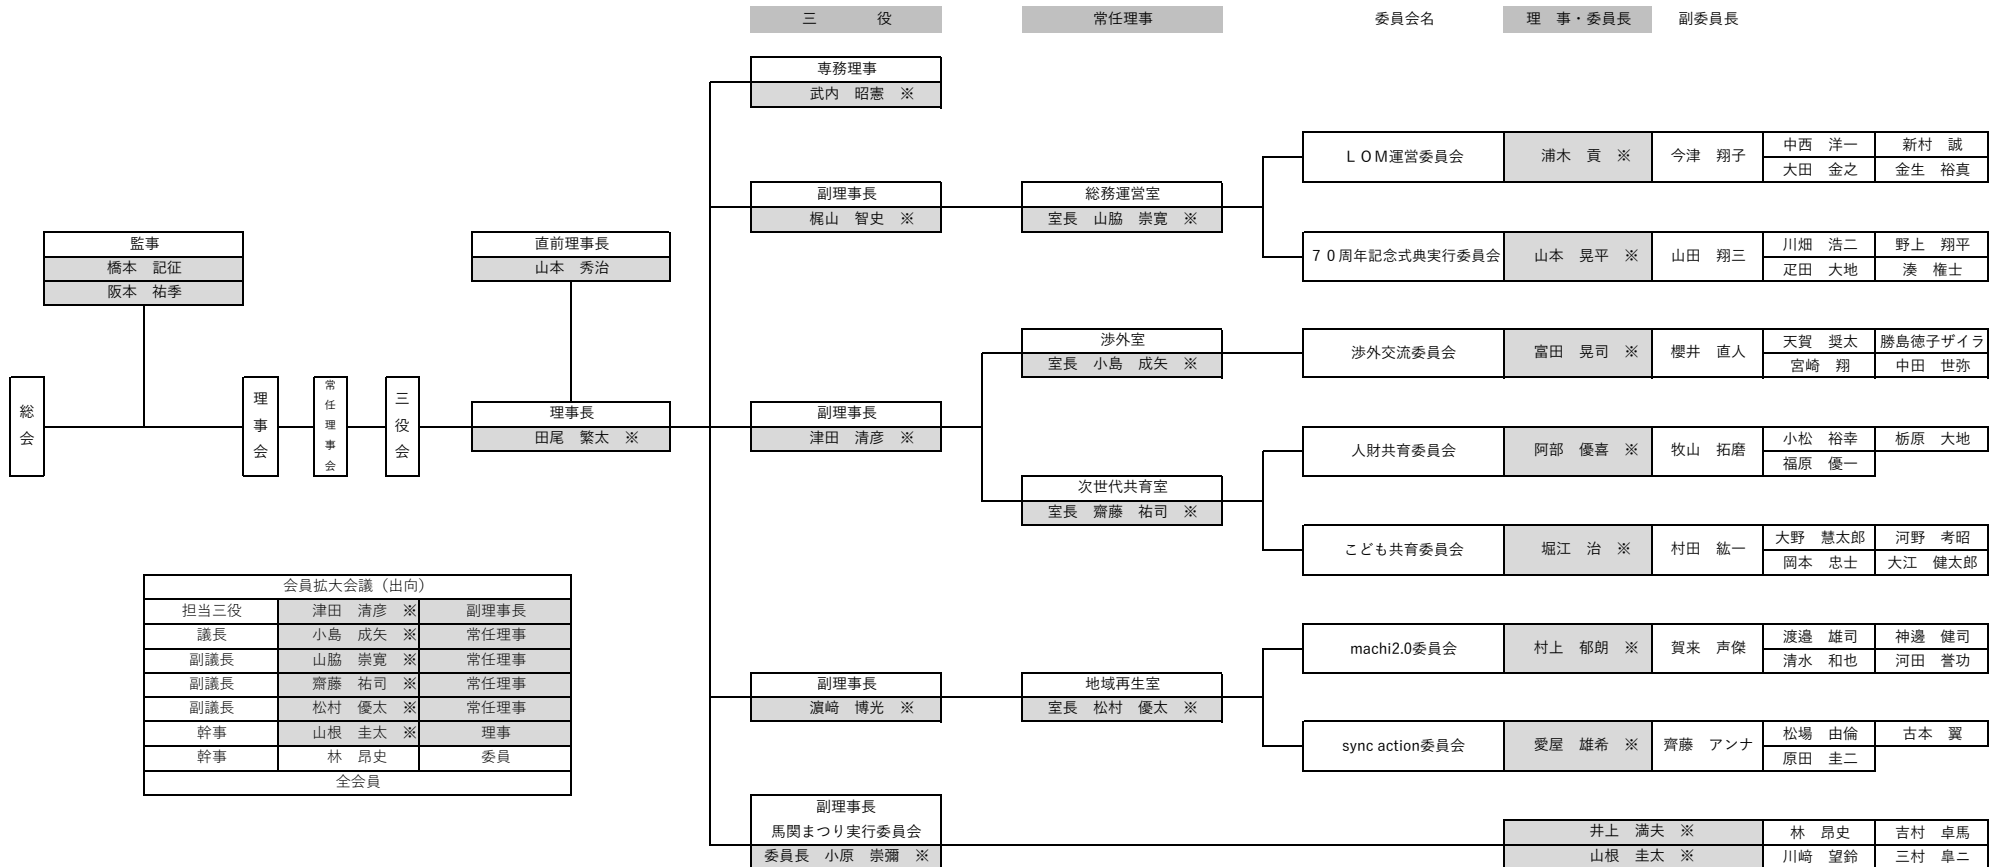 三　　　役　常任理事　委員会名　理　事・委員長　副委員長
専務理事
武内　昭憲　※
副理事長
梶山　智史　※
総務運営室
室長　山脇　崇寛　※
ＬＯＭ運営委員会　浦木　貢　※　今津　翔子
中西　洋一　新村　誠
大田　金之　金生　裕真
７０周年記念式典実行委員会　山本　晃平　※　山田　翔三
川畑　浩二　野上　翔平
疋田　大地　湊　権士
監事
橋本　記征
阪本　祐季
直前理事長
山本　秀治
総会
理事会
常任理事会
三役会
理事長
田尾　繁太　※
副理事長
津田　清彦　※
渉外室
室長　小島　成矢　※
渉外交流委員会　富田　晃司　※　櫻井　直人
天賀　奨太　勝島徳子ザイラ
宮崎　翔　中田　世弥
次世代共育室
室長　齋藤　祐司　※
人財共育委員会　阿部　優喜　※　牧山　拓磨
小松　裕幸　栃原　大地
福原　優一
こども共育委員会　堀江　治　※　村田　紘一
大野　慧太郎　河野　考昭
岡本　忠士　大江　健太郎
副理事長
濵﨑　博光　※
地域再生室
室長　松村　優太　※
machi2.0委員会　村上　郁朗　※　賀来　声傑
渡邉　雄司　神邊　健司
清水　和也　河田　誉功
sync action委員会　愛屋　雄希　※　齊藤　アンナ
松場　由倫　古本　翼
原田　圭二
副理事長
馬関まつり実行委員会
委員長　小原　崇彌　※
井上　満夫　※　林　昂史　吉村　卓馬
山根　圭太　※　川﨑　望鈴　三村　皐ニ
会員拡大会議（出向）
担当三役　津田　清彦　※　副理事長
議長　小島　成矢　※　常任理事
副議長　山脇　崇寛　※　常任理事
副議長　齋藤　祐司　※　常任理事
副議長　松村　優太　※　常任理事
幹事　山根　圭太　※　理事
幹事　林　昂史　委員
全会員